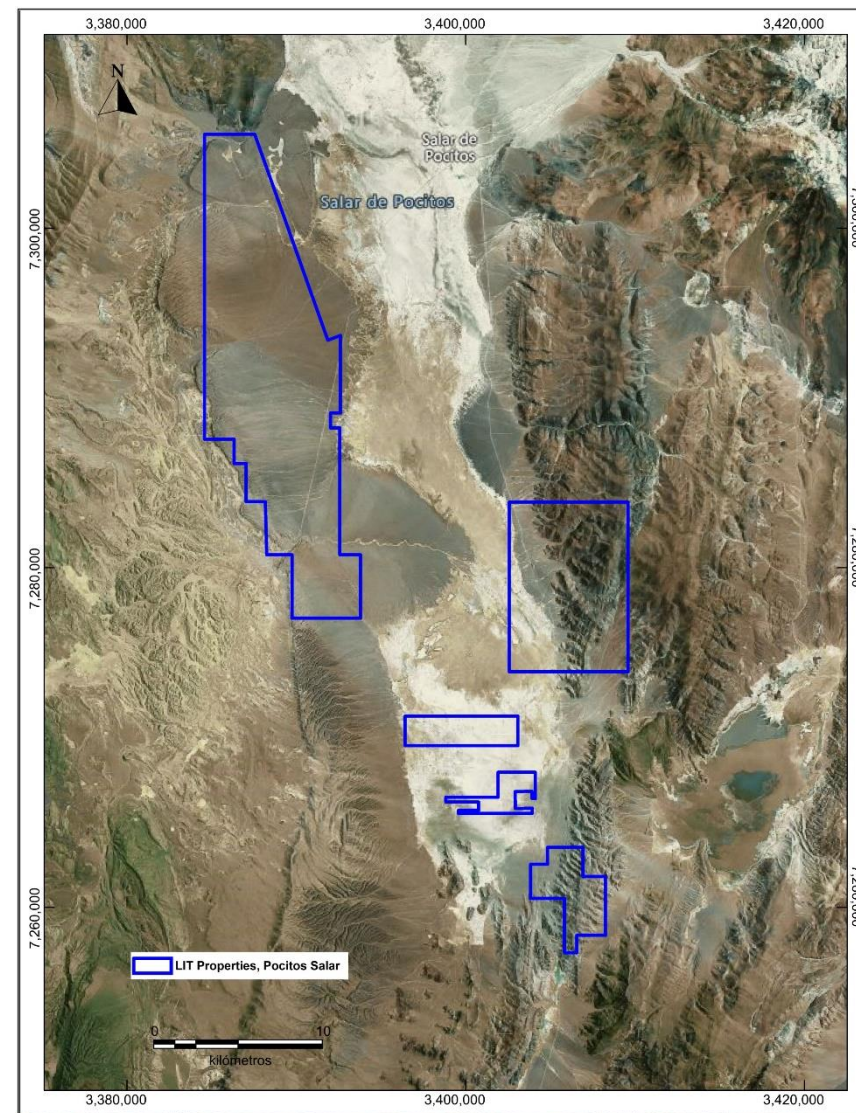 3,380,000
3,400,000
3,420,000
N
Salar de
Pocitos
Salar de Pocitos
7,300,000
7,280,000
7,260,000
LIT Properties, Pocitos Salar
0
10
kilómetros
3,380,000
3,400,000
3,420,000